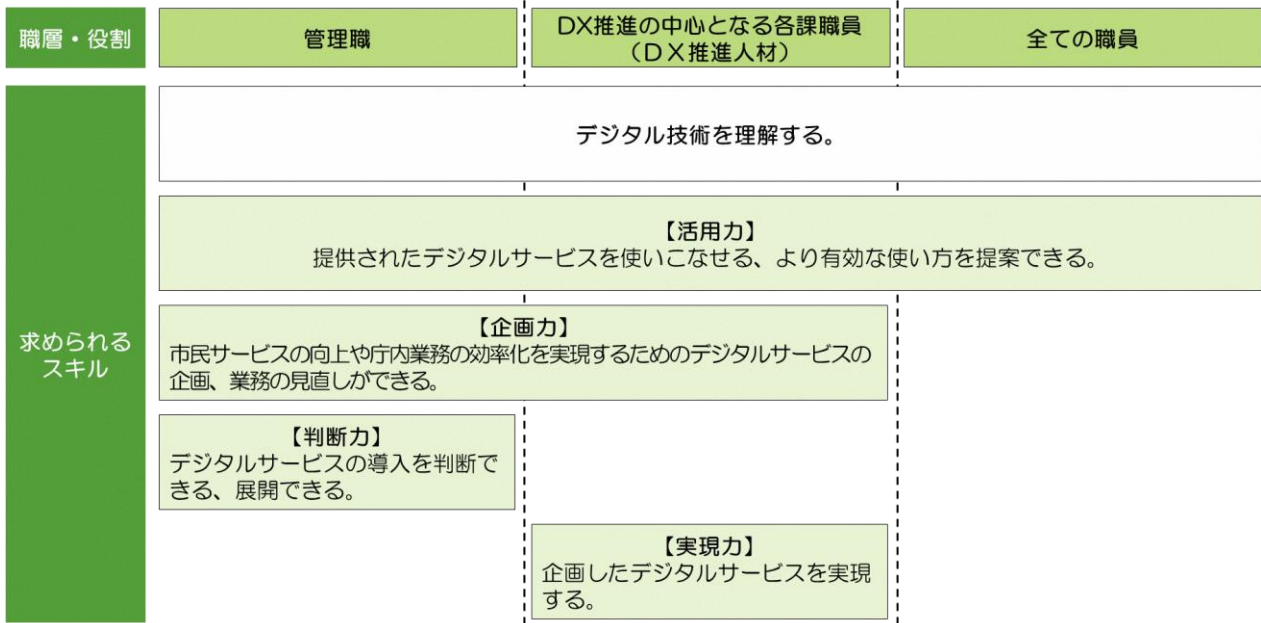 職層・役割
管理職
DX推進の中心となる各課職員
（ＤＸ推進人材）
全ての職員
求められる
スキル
デジタル技術を理解する。
【活用力】
提供されたデジタルサービスを使いこなせる、より有効な使い方を提案できる。
【企画力】
市民サービスの向上や庁内業務の効率化を実現するためのデジタルサービスの
企画、業務の見直しができる。
【判断力】
デジタルサービスの導入を判断で
きる、展開できる。
【実現力】
企画したデジタルサービスを実現
する。